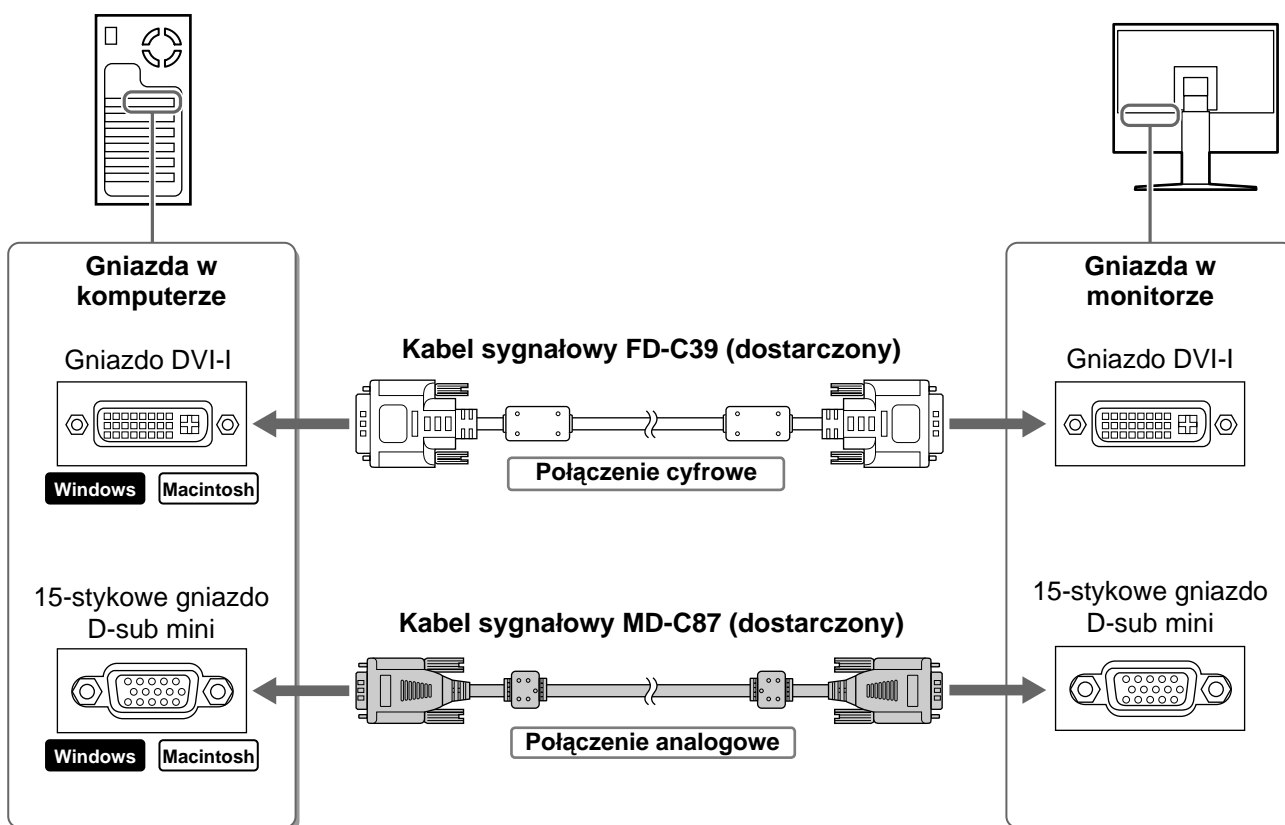 Gniazda w
komputerze
Gniazda w
monitorze
Kabel sygnałowy FD-C39 (dostarczony)
Gniazdo DVI-I
Gniazdo DVI-I
Połączenie cyfrowe
Windows
Macintosh
15-stykowe gniazdo
D-sub mini
Kabel sygnałowy MD-C87 (dostarczony)
15-stykowe gniazdo
D-sub mini
Połączenie analogowe
Windows
Macintosh